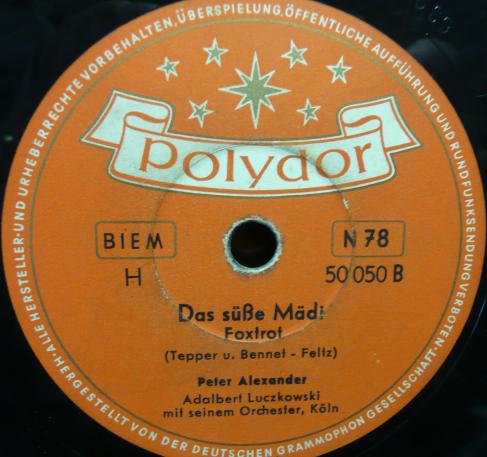 ALLE HERSTELLER- UND URHEBERRECHTE VORBEHALTEN, ÜBERSPIELUNG, ÖFFENTLICHE AUFFÜHRUNG UND RUNDFUNKSENDUNG VERBOTEN·
HERGESTELLT VON DER DEUTSCHEN GRAMMOPHON GESELLSCHAFT·
polydor
BIEM
N 78
H
50 050 B
Das süße Mädi
Foxtrot
(Tepper u. Bennet - Feltz)
Peter Alexander
Adalbert Luczkowski
mit seinem Orchester, Köln